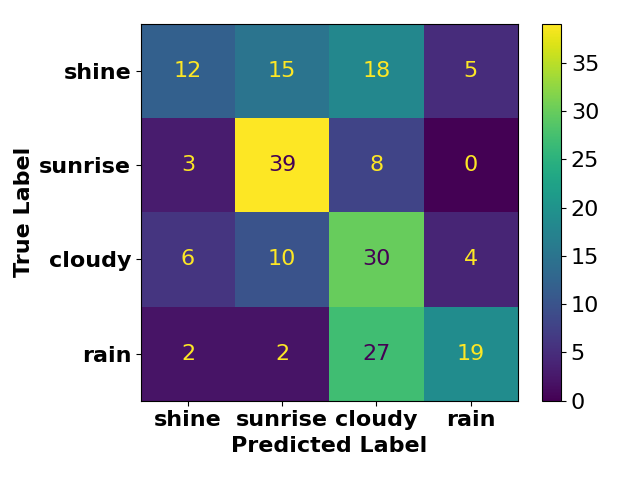 shine 12 15 18 5
sunrise 3 39 8 0
cloudy 6 10 30 4
rain 2 2 27 19
shine sunrise cloudy rain
Predicted Label
True Label
35
30
25
20
15
10
5
0